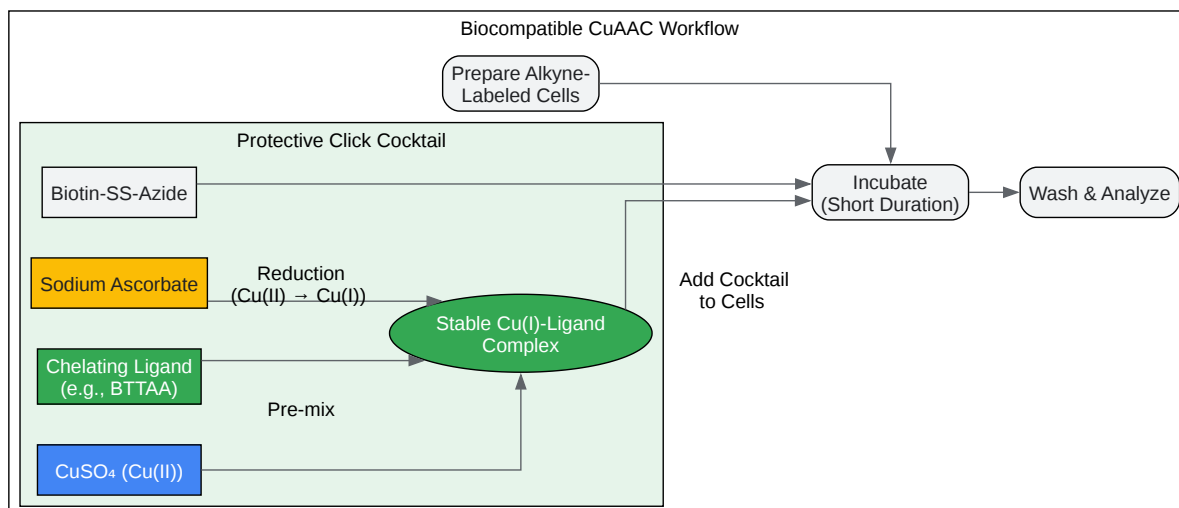 Biocompatible CuAAC Workflow
Prepare Alkyne-
Labeled Cells
Protective Click Cocktail
Biotin-SS-Azide
Incubate
(Short Duration)
Wash & Analyze
Sodium Ascorbate
Reduction
(Cu(II) → Cu(I))
Add Cocktail
to Cells
Stable Cu(I)-Ligand
Complex
Chelating Ligand
(e.g., BTTAA)
Pre-mix
CuSO₄ (Cu(II))